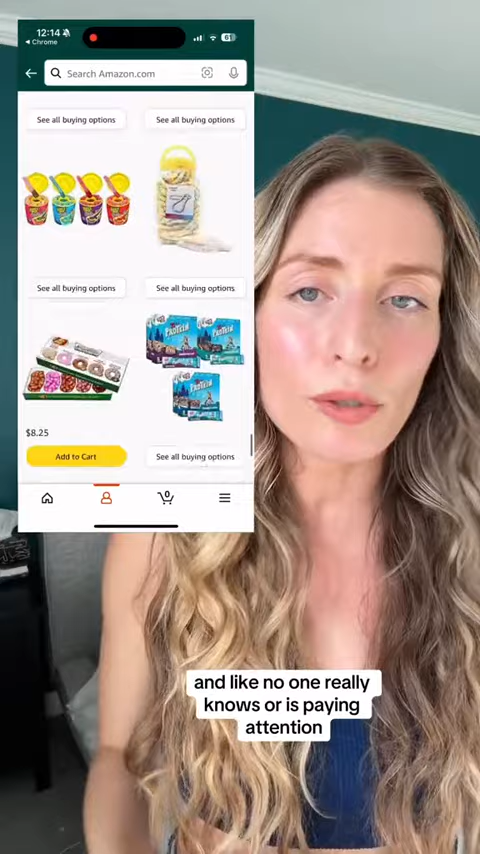 12:14
61
Chrome
Search Amazon.com
See all buying options
See all buying options
See all buying options
See all buying options
$8.25
Add to Cart
See all buying options
0
and like no one really
knows or is paying
attention